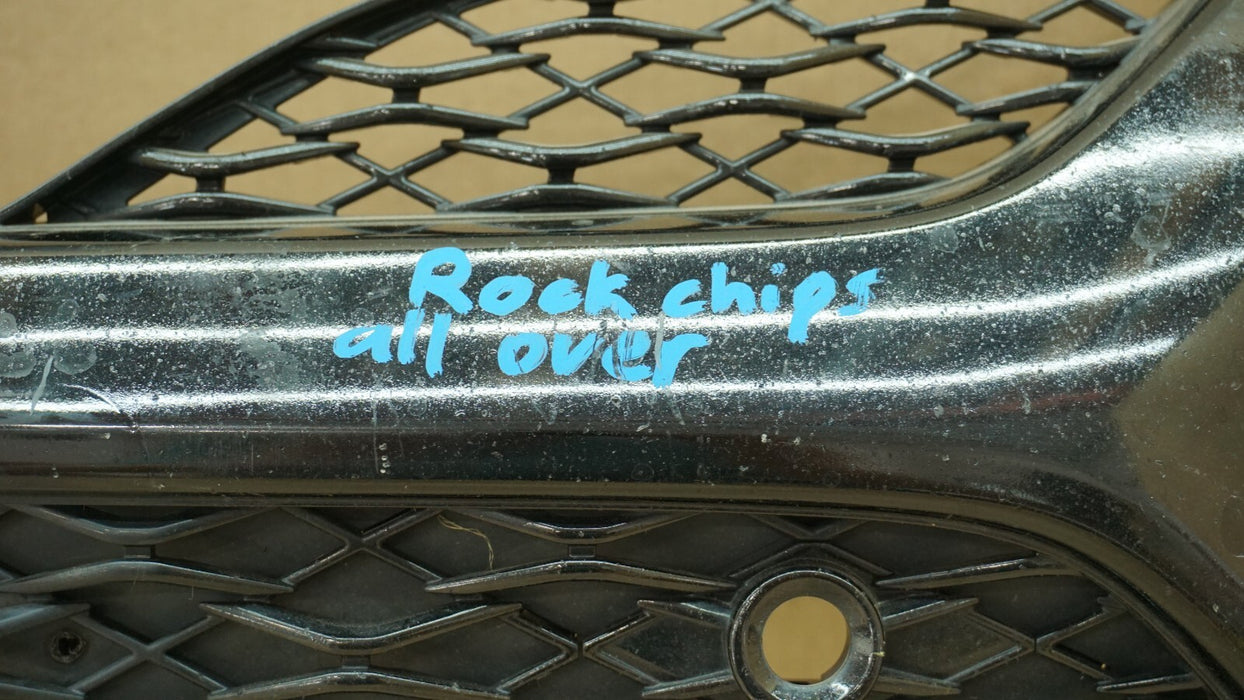 Rock chips
all over